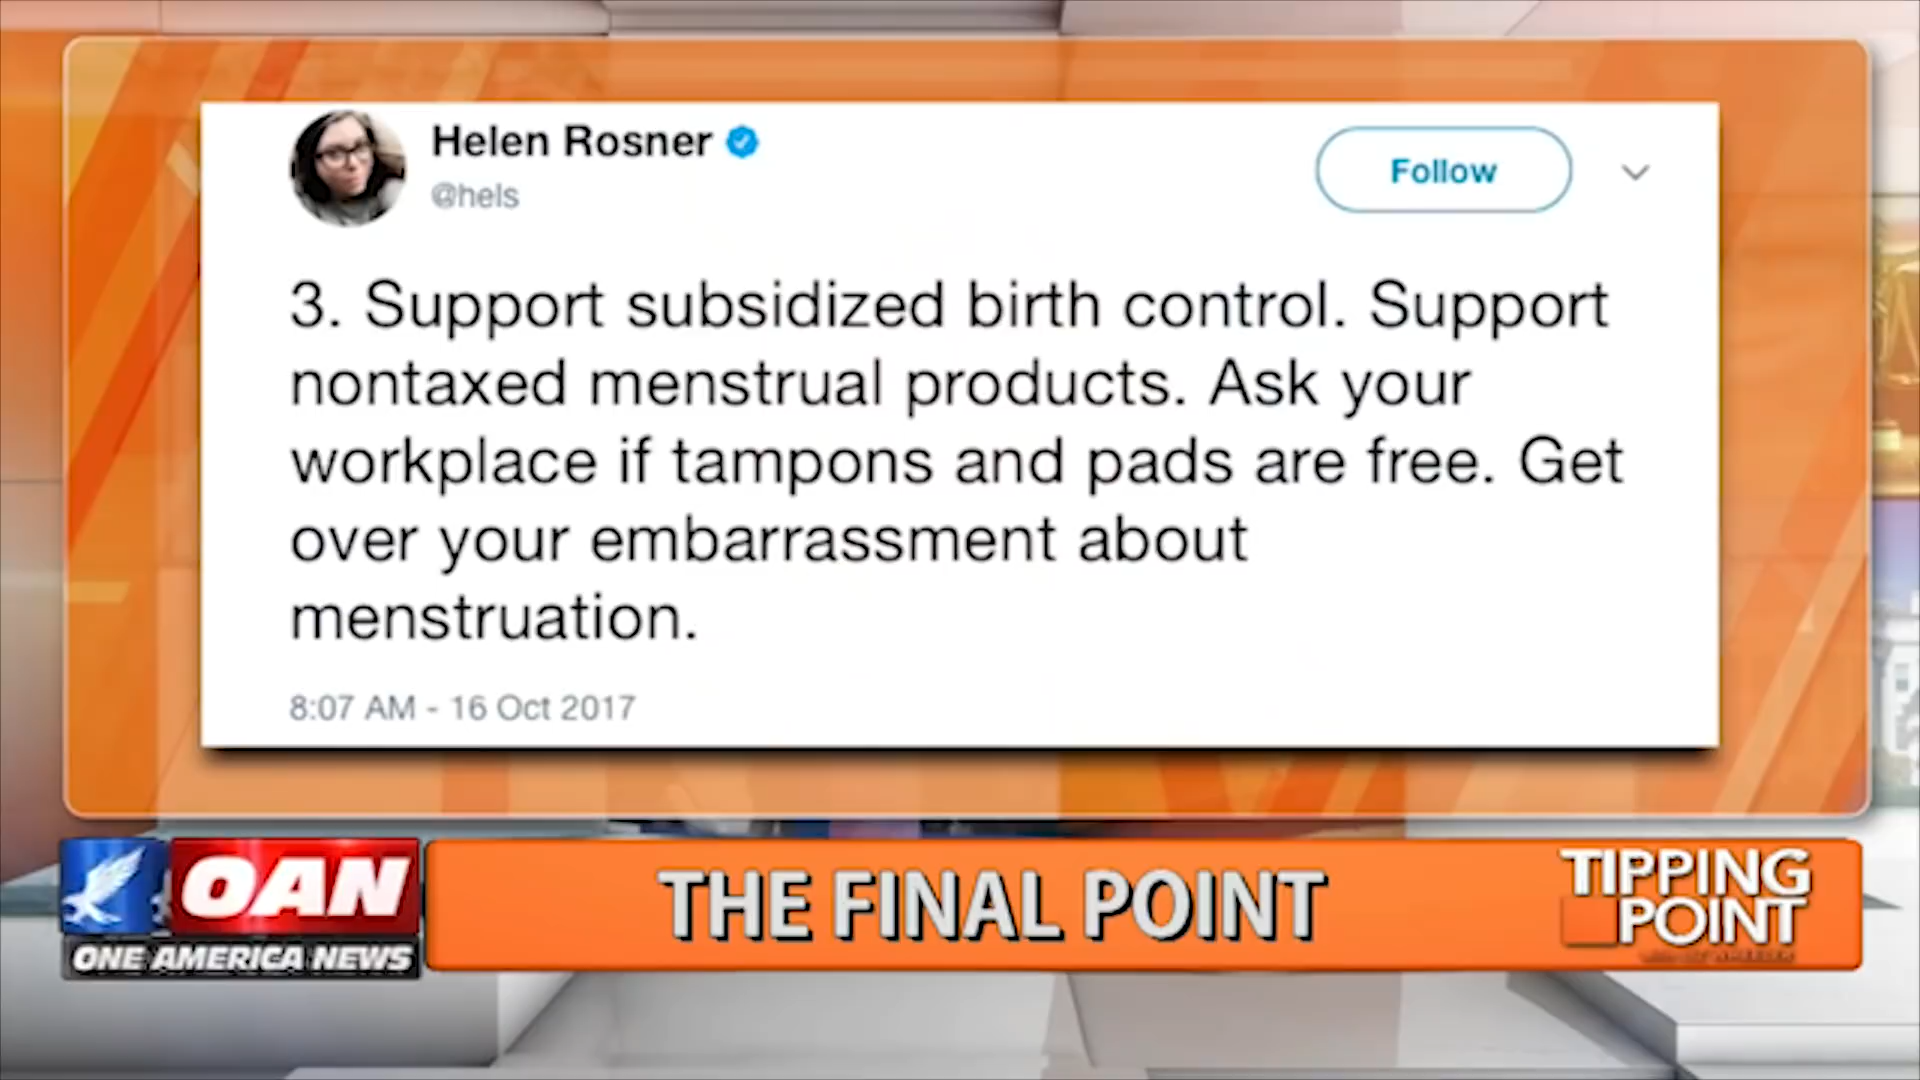 Helen Rosner
@hels
Follow
3. Support subsidized birth control. Support
nontaxed menstrual products. Ask your
workplace if tampons and pads are free. Get
over your embarrassment about
menstruation.
8:07 AM - 16 Oct 2017
OAN
ONE AMERICA NEWS
THE FINAL POINT
TIPPING
POINT